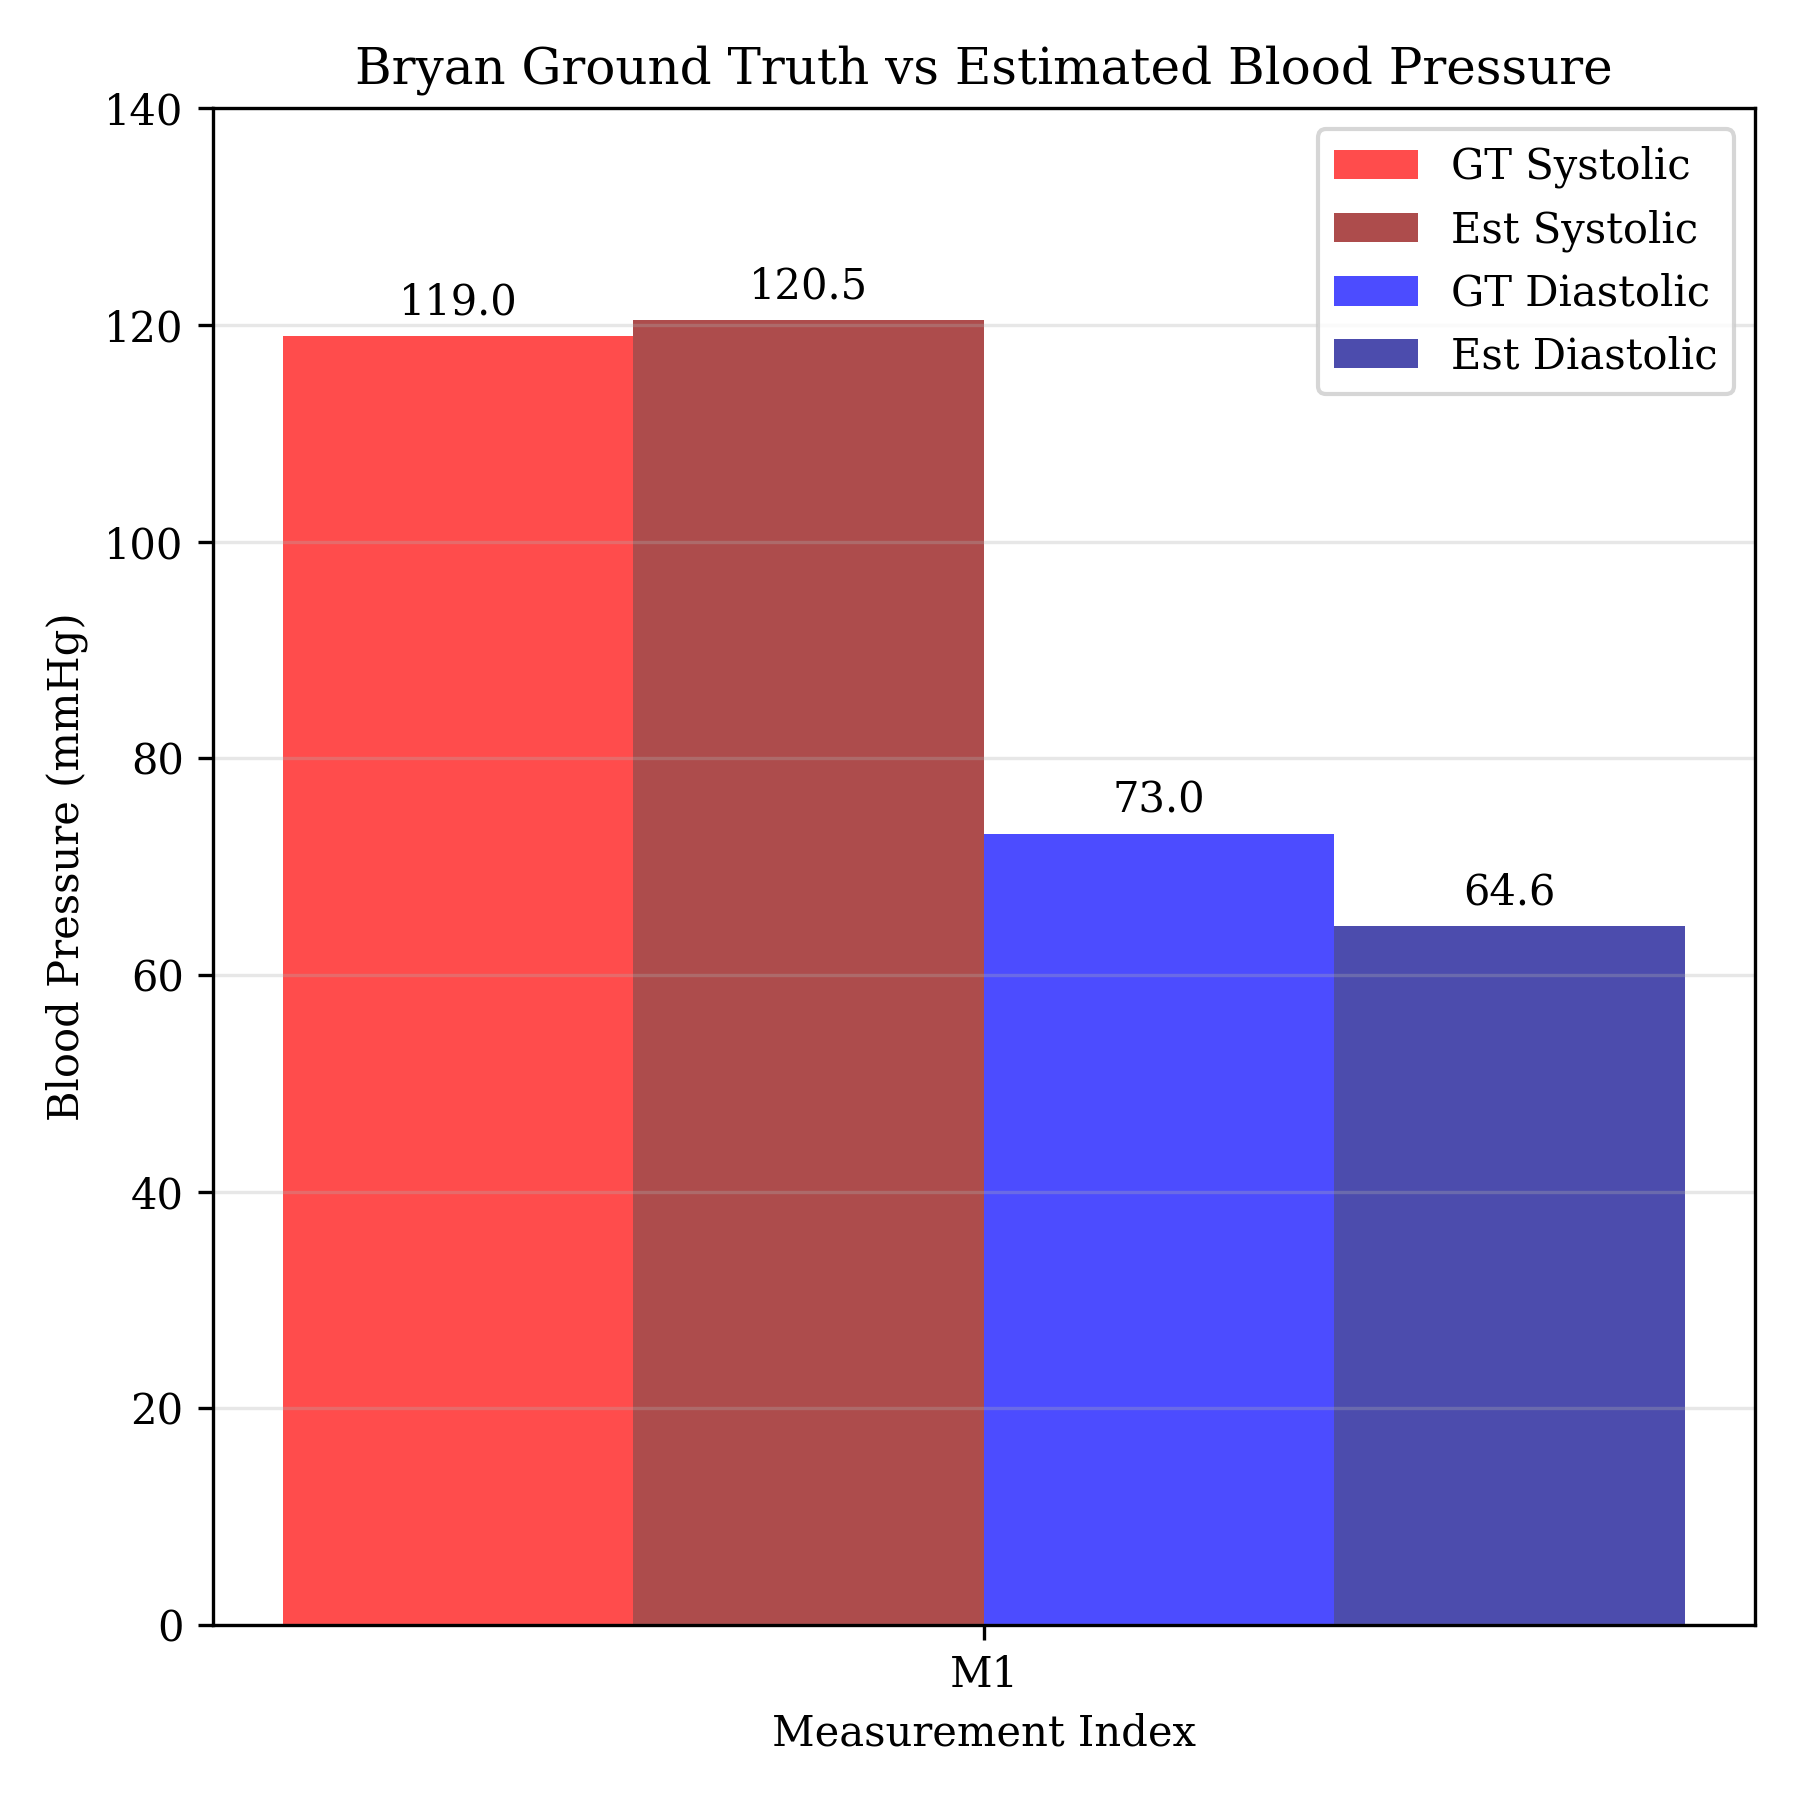 Bryan Ground Truth vs Estimated Blood Pressure
140
120
100
80
60
40
20
0
Blood Pressure (mmHg)
GT Systolic
Est Systolic
GT Diastolic
Est Diastolic
119.0
120.5
73.0
64.6
M1
Measurement Index